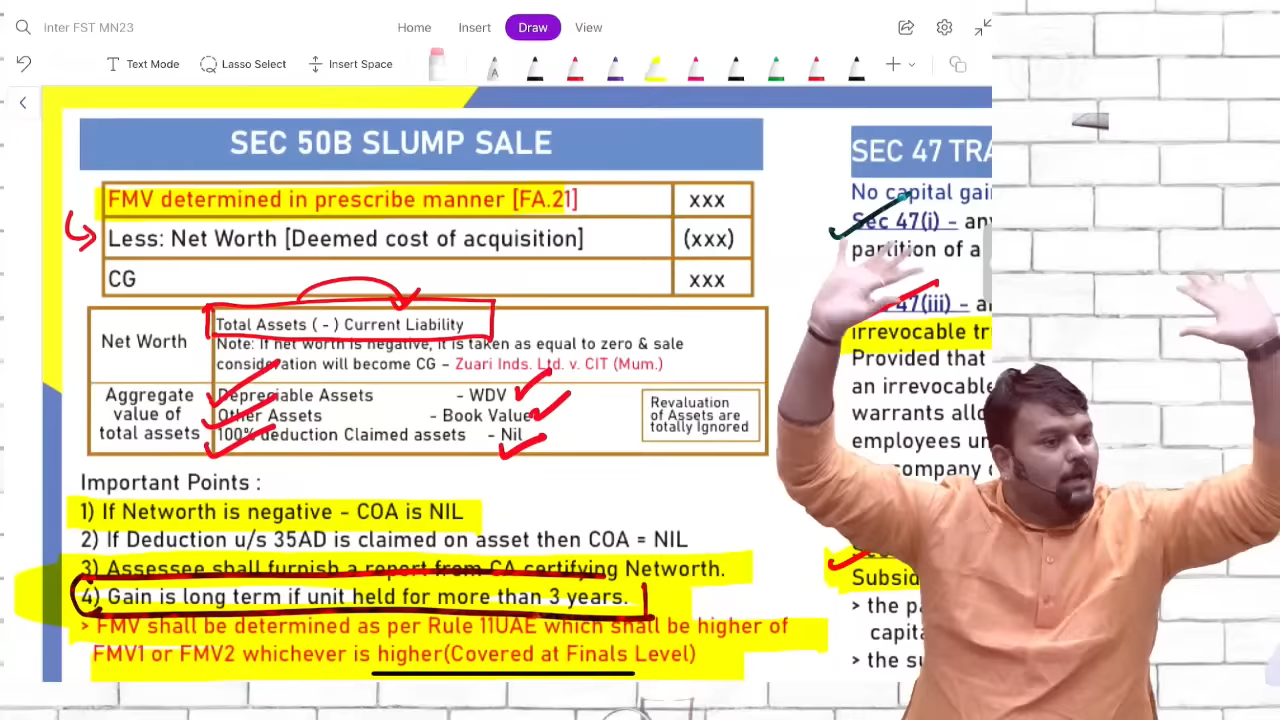 inter FST MN23
Home Insert Draw View
Text Mode Lasso Select Insert Space
SEC 50B SLUMP SALE
FMV determined in prescribe manner [FA.21] xxx
Less: Net Worth [Deemed cost of acquisition] (xxx)
CG xxx
Net Worth
Total Assets (-) Current Liability
Note: If net worth is negative, it is taken as equal to zero & sale
consideration will become CG - Zuari Inds. Ltd. v. CIT (Mum.)
Aggregate
value of
total assets
Depreciable Assets - WDV
Other Assets - Book Value
100% deduction Claimed assets - Nil
Revaluation
of Assets are
totally Ignored
Important Points :
1) If Networth is negative - COA is NIL
2) If Deduction u/s 35AD is claimed on asset then COA = NIL
3) Assessee shall furnish a report from CA certifying Networth.
4) Gain is long term if unit held for more than 3 years.
> FMV shall be determined as per Rule 11UAE which shall be higher of
FMV1 or FMV2 whichever is higher(Covered at Finals Level)
SEC 47 TRA
No capital gai
Sec 47(i) - an
partition of a
47(iii) - a
irrevocable tr
Provided that
an irrevocable
warrants allo
employees un
company
Subsid
> the pa
capit
> the su